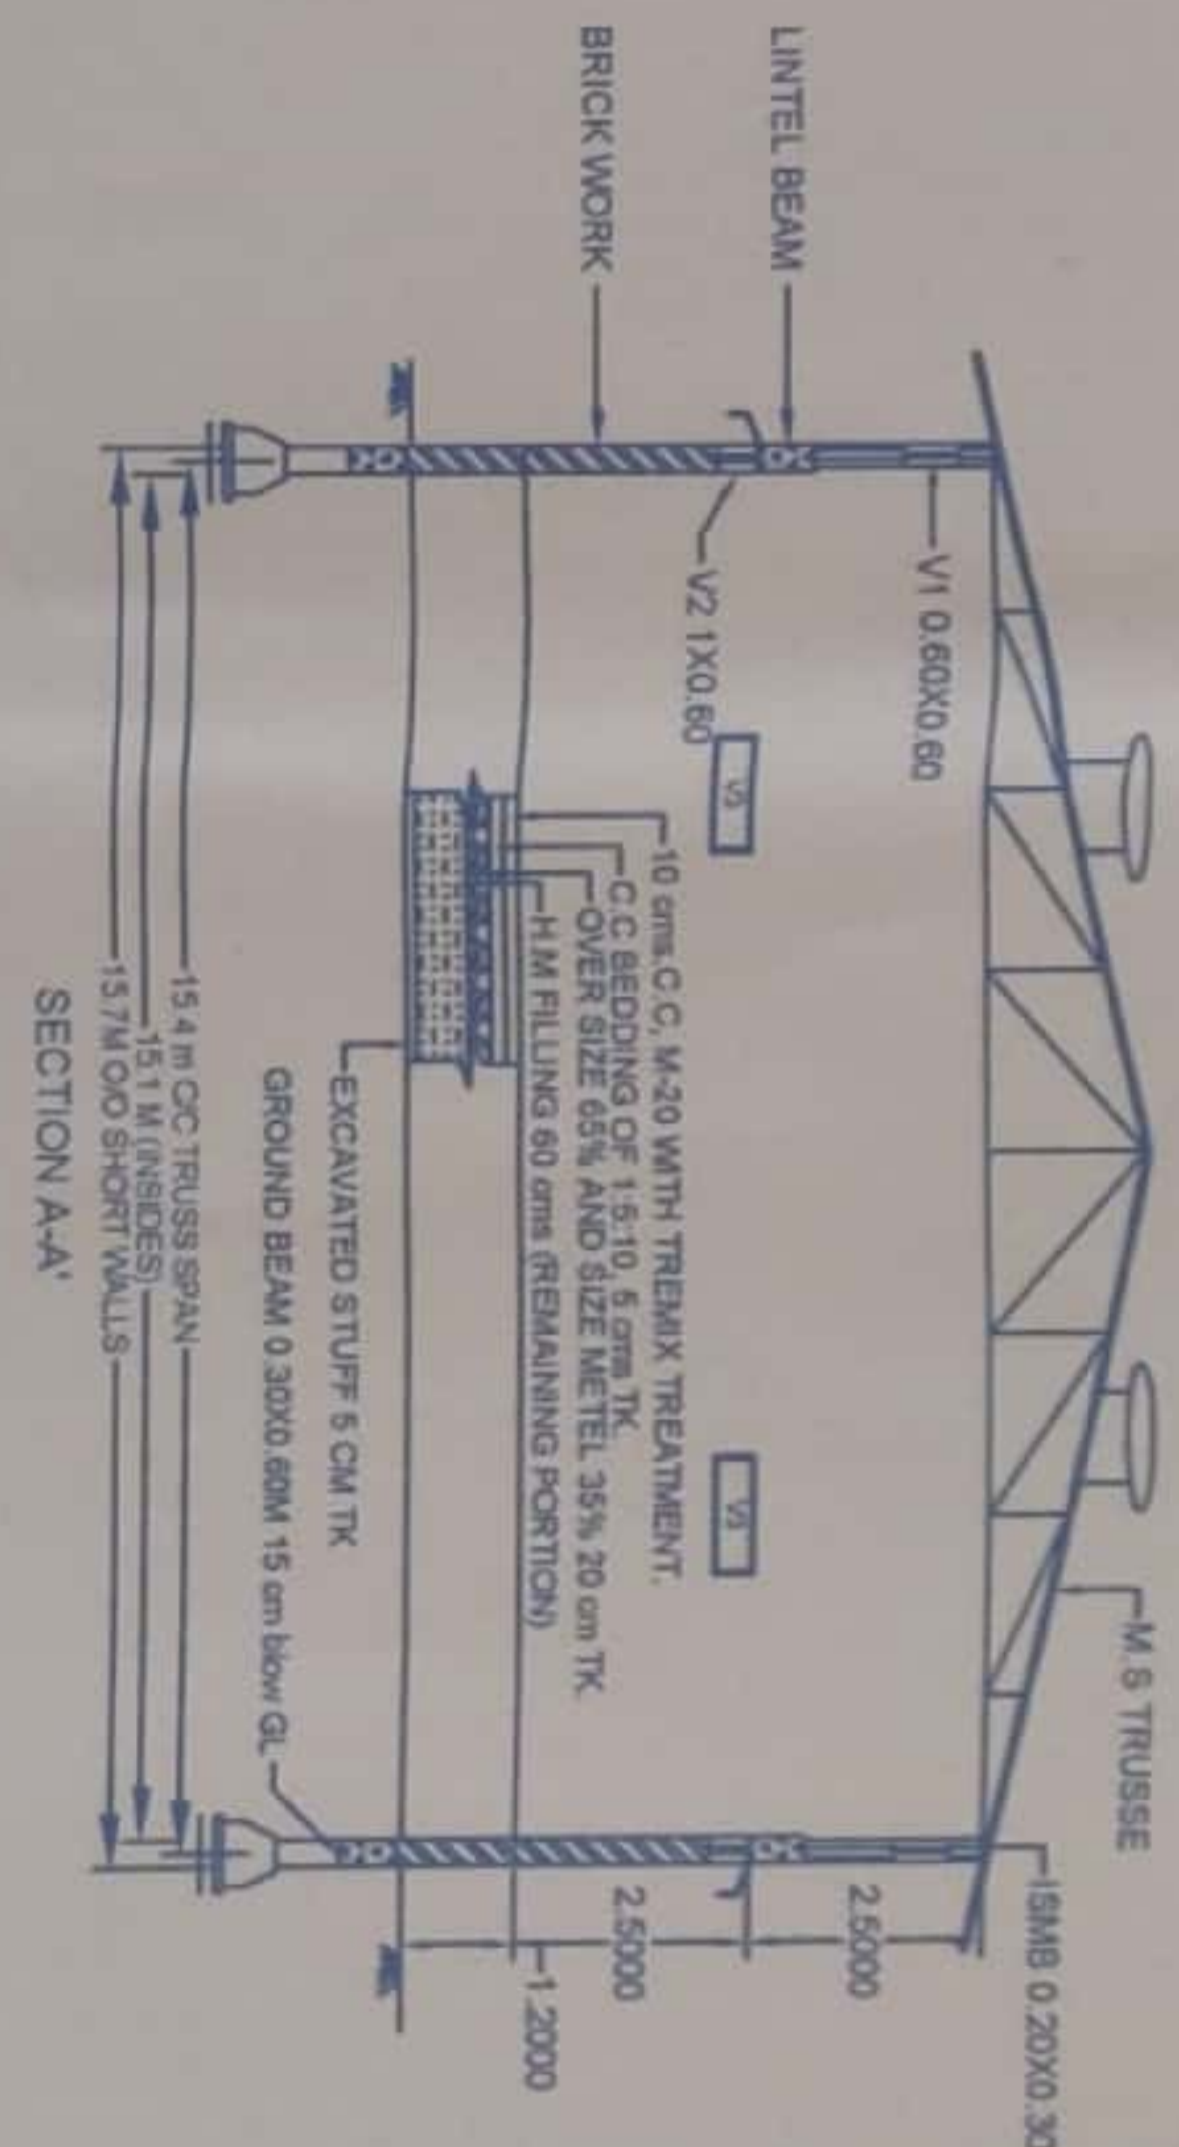 M.S TRUSSE
ISMB 0.20X0.30
V1 0.60X0.60
LINTEL BEAM
2.5000
V2 1X0.60
V3
V3
BRICK WORK
10 cms.C.C, M-20 WITH TREMIX TREATMENT.
C.C BEDDING OF 1:5:10, 5 cms TK.
OVER SIZE 65% AND SIZE METEL 35% 20 cm TK.
H.M FILLING 60 cms (REMAINING PORTION)
2.5000
1.2000
EXCAVATED STUFF 5 CM TK
GROUND BEAM 0.30X0.60M 15 cm blow GL
15.4 m C/C TRUSS SPAN
15.1 M (INSIDES)
15.7M O/O SHORT WALLS
SECTION A-A'